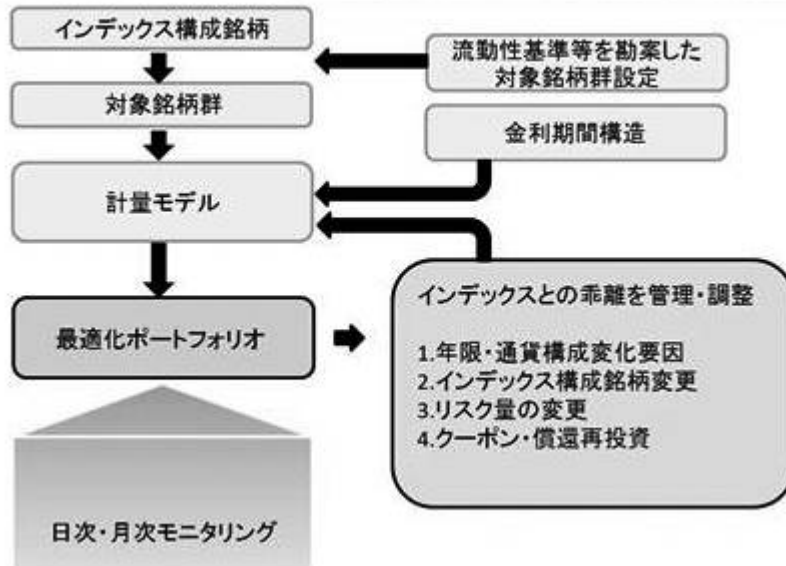 インデックス構成銘柄
流動性基準等を勘案した
対象銘柄群設定
対象銘柄群
金利期間構造
計量モデル
最適化ポートフォリオ
インデックスとの乖離を管理・調整
1.年限・通貨構成変化要因
2.インデックス構成銘柄変更
3.リスク量の変更
4.クーポン・償還再投資
日次・月次モニタリング